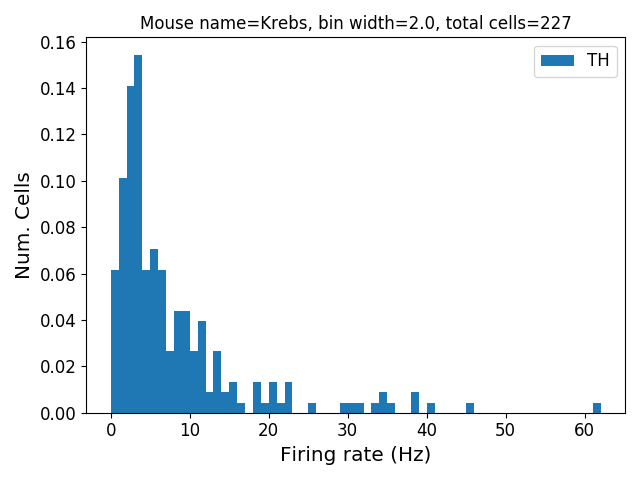 Mouse name=Krebs, bin width=2.0, total cells=227
TH
Num. Cells
0.16
0.14
0.12
0.10
0.08
0.06
0.04
0.02
0.00
0 10 20 30 40 50 60
Firing rate (Hz)